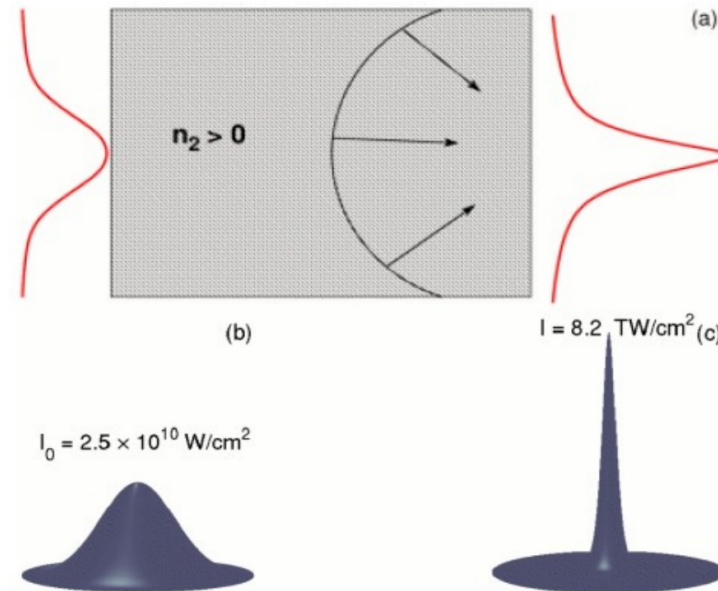 (a)
n₂ > 0
(b)
I = 8.2 TW/cm² (c)
I₀ = 2.5 × 10¹⁰ W/cm²